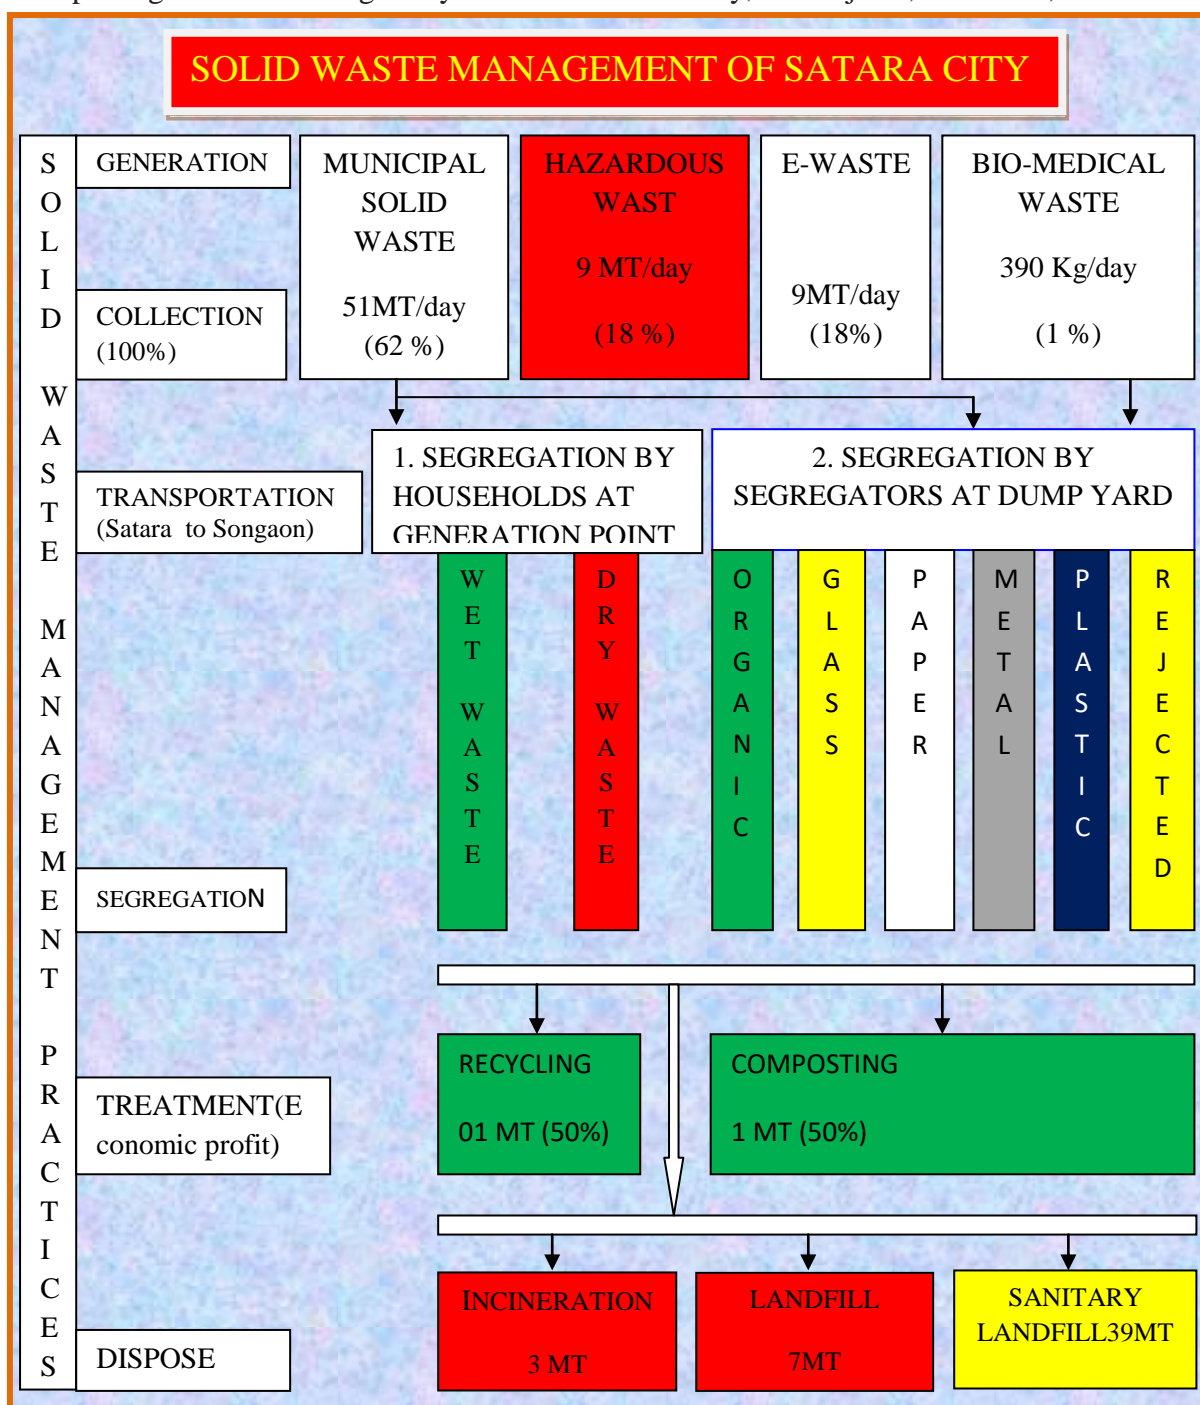 SOLID WASTE MANAGEMENT OF SATARA CITY
SOLID WASTE MANAGEMENT PRACTICES
GENERATION
MUNICIPAL
SOLID
WASTE
51MT/day
(62 %)
HAZARDOUS
WAST
9 MT/day
(18 %)
E-WASTE
9MT/day
(18%)
BIO-MEDICAL
WASTE
390 Kg/day
(1 %)
COLLECTION
(100%)
TRANSPORTATION
(Satara to Songaon)
1. SEGREGATION BY
HOUSEHOLDS AT
GENERATION POINT
2. SEGREGATION BY
SEGREGATORS AT DUMP YARD
WET WASTE
DRY WASTE
ORGANIC
GLASS
PAPER
METAL
PLASTIC
REJECTED
SEGREGATION
TREATMENT(E
conomic profit)
RECYCLING
01 MT (50%)
COMPOSTING
1 MT (50%)
DISPOSE
INCINERATION
3 MT
LANDFILL
7MT
SANITARY
LANDFILL39MT